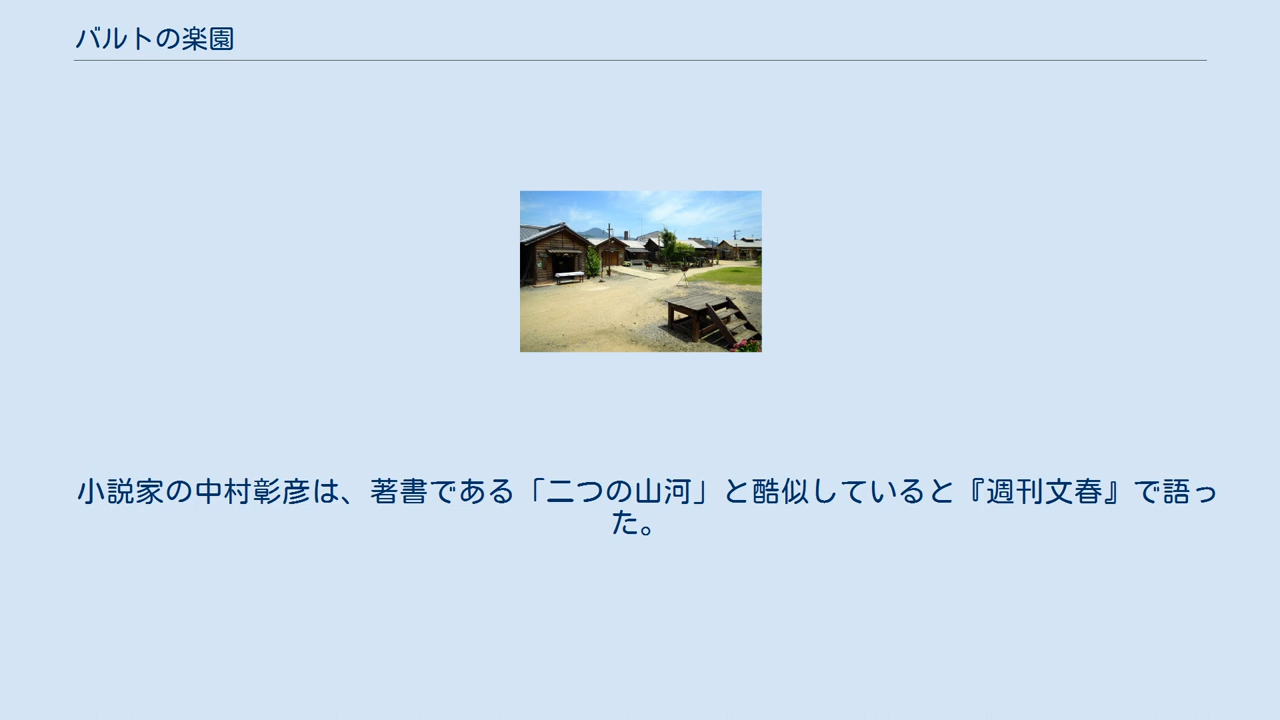 バルトの楽園
小説家の中村彰彦は、著書である「二つの山河」と酷似していると『週刊文春』で語っ
た。